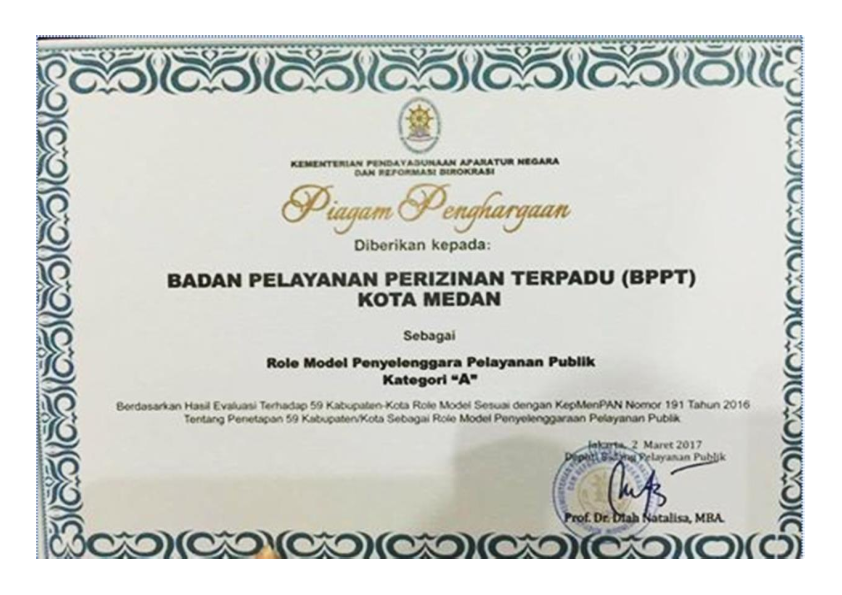 KEMENTERIAN PENDAYAGUNAAN APARATUR NEGARA
DAN REFORMASI BIROKRASI
Piagam Penghargaan
Diberikan kepada:
BADAN PELAYANAN PERIZINAN TERPADU (BPPT)
KOTA MEDAN
Sebagai
Role Model Penyelenggara Pelayanan Publik
Kategori “A”
Berdasarkan Hasil Evaluasi Terhadap 59 Kabupaten-Kota Role Model Sesuai dengan KepMenPAN Nomor 191 Tahun 2016
Tentang Penetapan 59 Kabupaten/Kota Sebagai Role Model Penyelenggaraan Pelayanan Publik
Jakarta, 2 Maret 2017
Deputi Bidang Pelayanan Publik
Prof. Dr. Diah Natalisa, MBA.